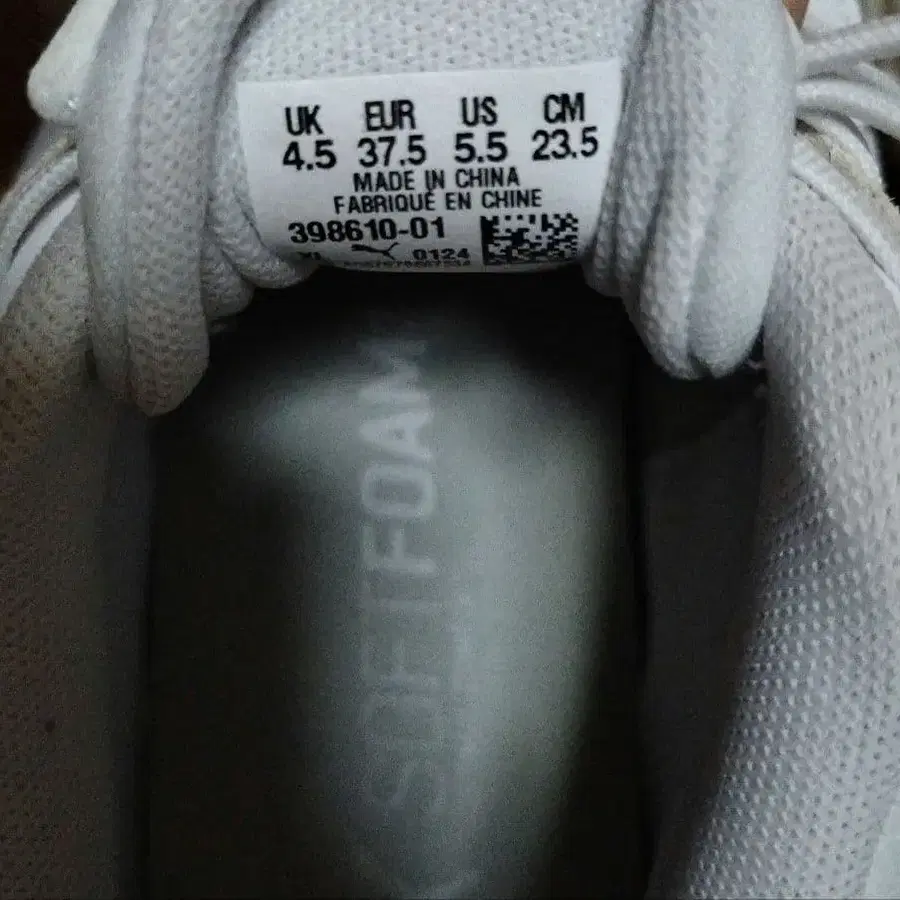 UK EUR US CM
4.5 37.5 5.5 23.5
MADE IN CHINA
FABRIQUÉ EN CHINE
398610-01
0124
SOFTFOAM